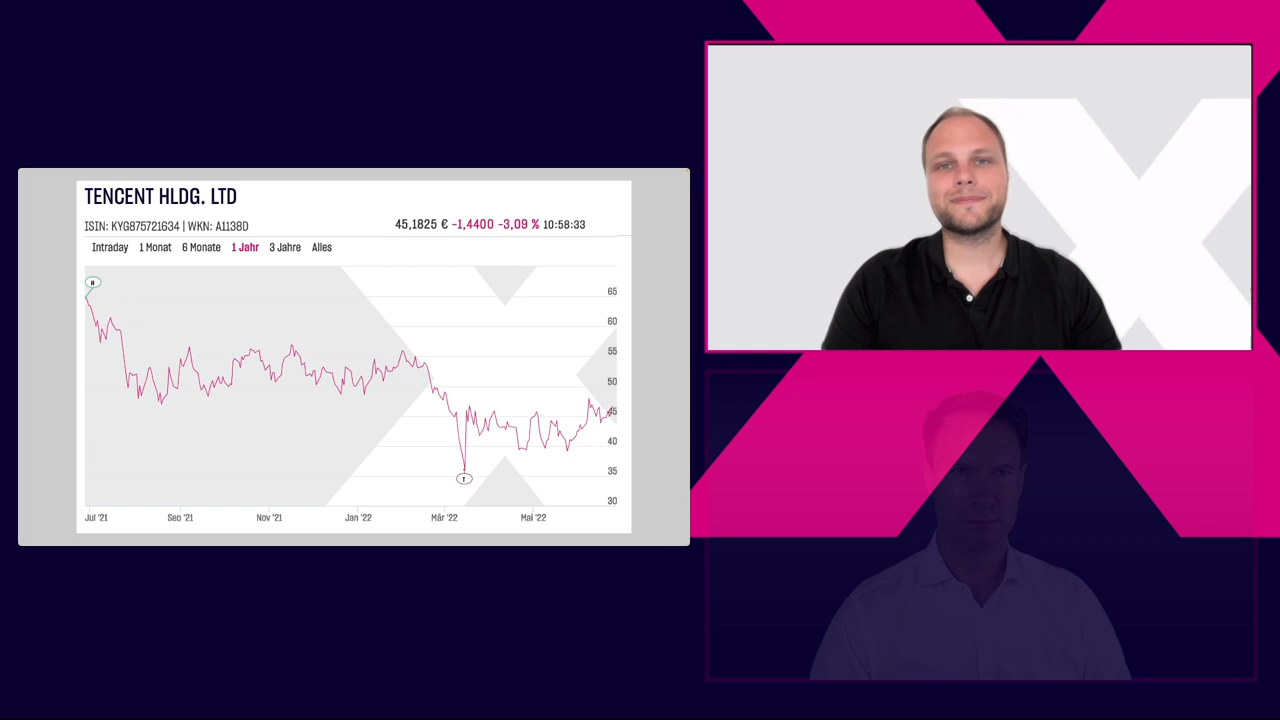 TENCENT HLDG. LTD
ISIN: KYG875721634 | WKN: A1138D
45,1825 € -1,4400 -3,09 % 10:58:33
Intraday 1 Monat 6 Monate 1 Jahr 3 Jahre Alles
H
65
60
55
50
45
40
35
T
30
Jul '21 Sep '21 Nov '21 Jan '22 Mär '22 Mai '22